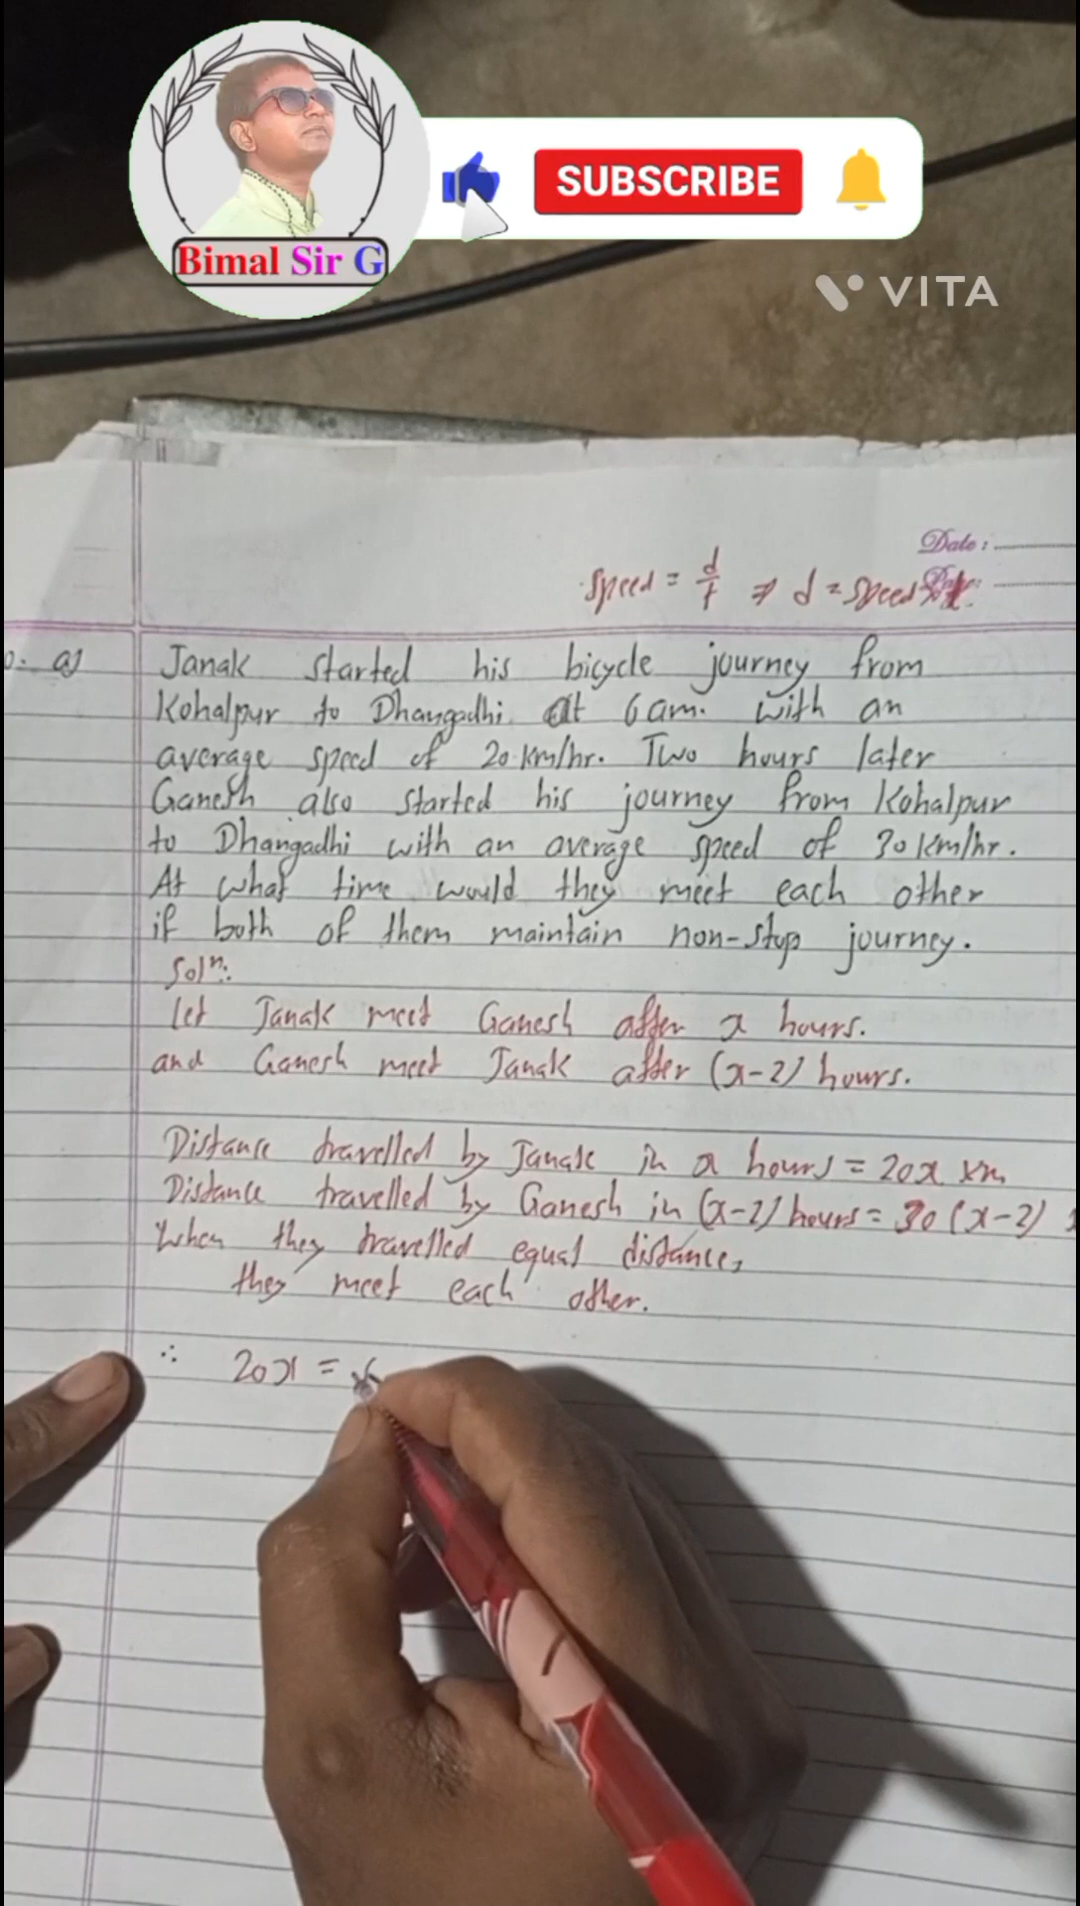 Bimal Sir G
SUBSCRIBE
VITA
Date:
Speed = d/t ⇒ d = Speed
a) Janak started his bicycle journey from
Kohalpur to Dhangadhi at 6 am. with an
average speed of 20 km/hr. Two hours later
Ganesh also started his journey from Kohalpur
to Dhangadhi with an average speed of 30 km/hr.
At what time would they meet each other
if both of them maintain non-stop journey.
Solⁿ:
let Janak meet Ganesh after x hours.
and Ganesh meet Janak after (x-2) hours.
Distance travelled by Janak in x hours = 20x km
Distance travelled by Ganesh in (x-2) hours = 30(x-2)
When they travelled equal distance,
they meet each other.
∴ 20x =